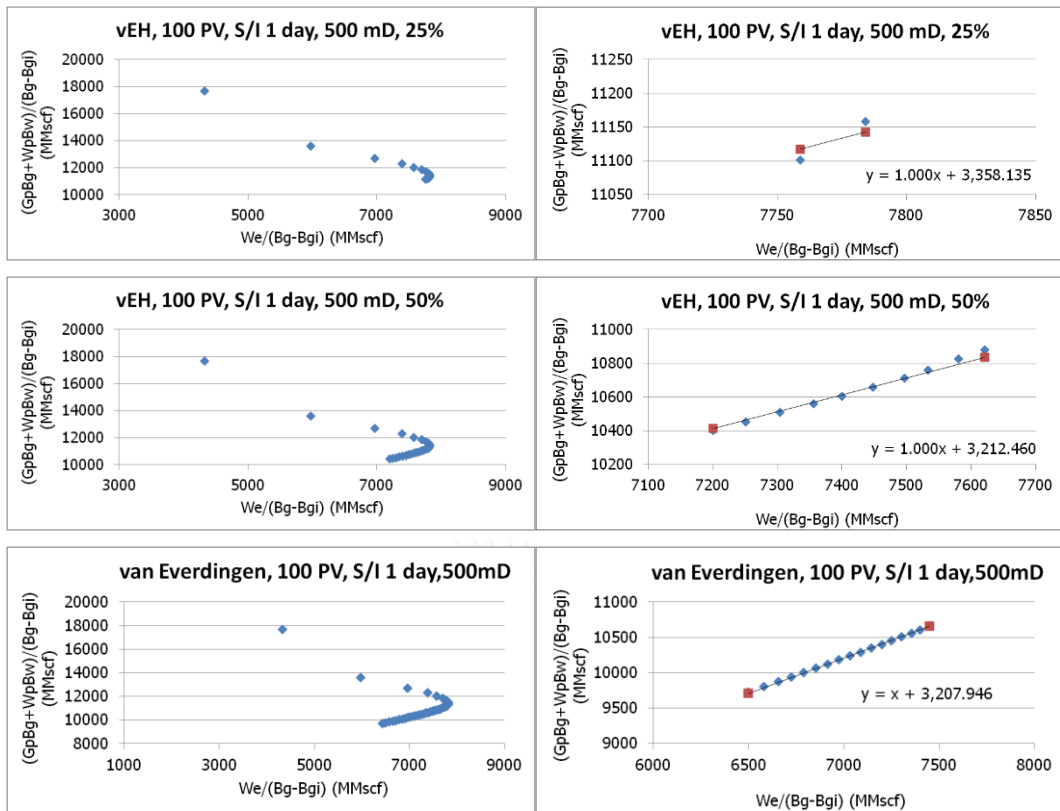 vEH, 100 PV, S/I 1 day, 500 mD, 25%
(GpBg+WpBw)/(Bg-Bgi)
(MMscf)
20000
18000
16000
14000
12000
10000
3000 5000 7000 9000
We/(Bg-Bgi) (MMscf)
vEH, 100 PV, S/I 1 day, 500 mD, 25%
(GpBg+WpBw)/(Bg-Bgi)
(MMscf)
11250
11200
11150
11100
11050
y = 1.000x + 3,358.135
7700 7750 7800 7850
We/(Bg-Bgi) (MMscf)
vEH, 100 PV, S/I 1 day, 500 mD, 50%
(GpBg+WpBw)/(Bg-Bgi)
(MMscf)
20000
18000
16000
14000
12000
10000
3000 5000 7000 9000
We/(Bg-Bgi) (MMscf)
vEH, 100 PV, S/I 1 day, 500 mD, 50%
(GpBg+WpBw)/(Bg-Bgi)
(MMscf)
11000
10800
10600
10400
10200
y = 1.000x + 3,212.460
7100 7200 7300 7400 7500 7600 7700
We/(Bg-Bgi) (MMscf)
van Everdingen, 100 PV, S/I 1 day,500mD
(GpBg+WpBw)/(Bg-Bgi)
(MMscf)
20000
18000
16000
14000
12000
10000
8000
1000 3000 5000 7000 9000
We/(Bg-Bgi) (MMscf)
van Everdingen, 100 PV, S/I 1 day,500mD
(GpBg+WpBw)/(Bg-Bgi)
(MMscf)
11000
10500
10000
9500
9000
y = x + 3,207.946
6000 6500 7000 7500 8000
We/(Bg-Bgi) (MMscf)